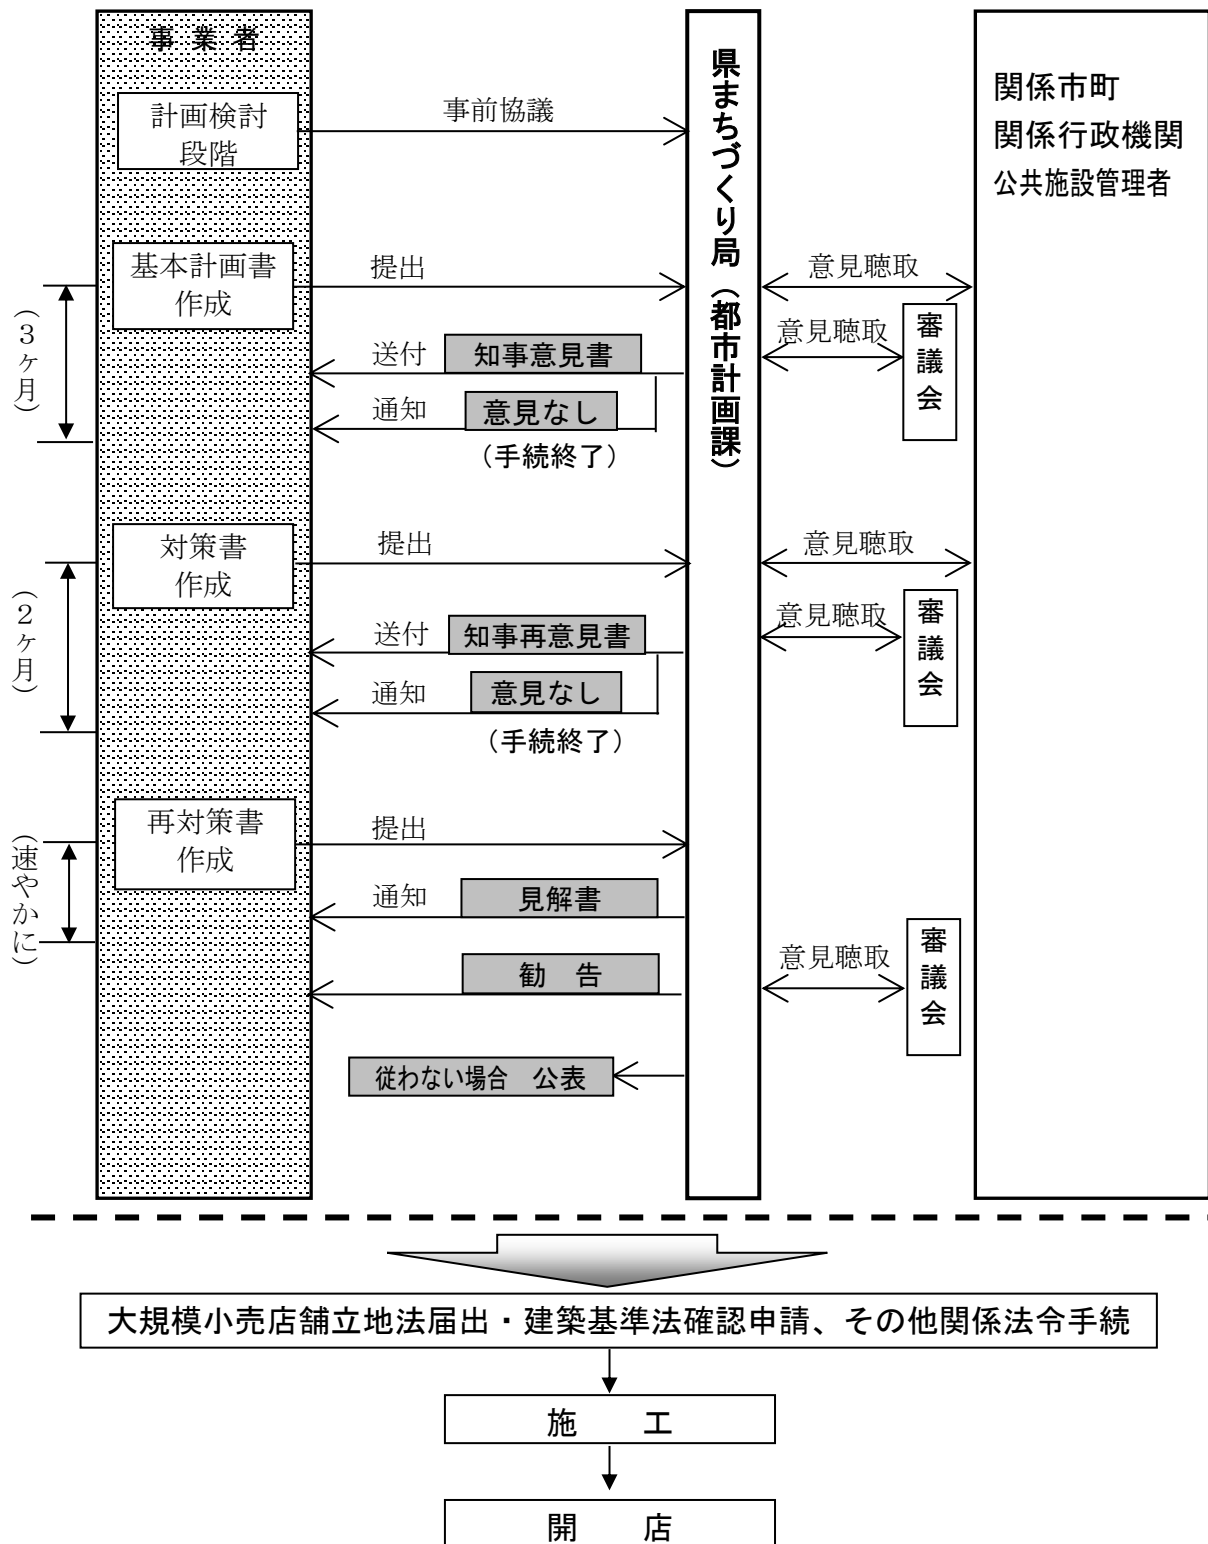 事 業 者
県まちづくり局（都市計画課）
関係市町
関係行政機関
公共施設管理者
計画検討
段階
事前協議
基本計画書
作成
提出
意見聴取
(３ヶ月)
意見聴取
審議会
送付
知事意見書
通知
意見なし
（手続終了）
対策書
作成
提出
意見聴取
(２ヶ月)
意見聴取
審議会
送付
知事再意見書
通知
意見なし
（手続終了）
再対策書
作成
提出
(速やかに)
通知
見解書
意見聴取
審議会
勧　告
従わない場合　公表
大規模小売店舗立地法届出・建築基準法確認申請、その他関係法令手続
施　　工
開　　店